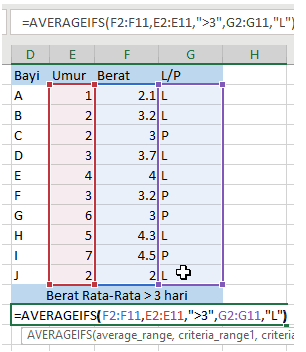 =AVERAGEIFS(F2:F11,E2:E11,">3",G2:G11,"L")
D E F G H
Bayi Umur Berat L/P
A 1 2.1 L
B 2 3.2 L
C 2 3 P
D 3 3.7 L
E 4 4 L
F 3 3.2 P
G 6 3 P
H 5 4.3 L
I 7 4.5 P
J 2 2 L
Berat Rata-Rata > 3 hari
=AVERAGEIFS(F2:F11,E2:E11,">3",G2:G11,"L")
AVERAGEIFS(average_range, criteria_range1, criteria